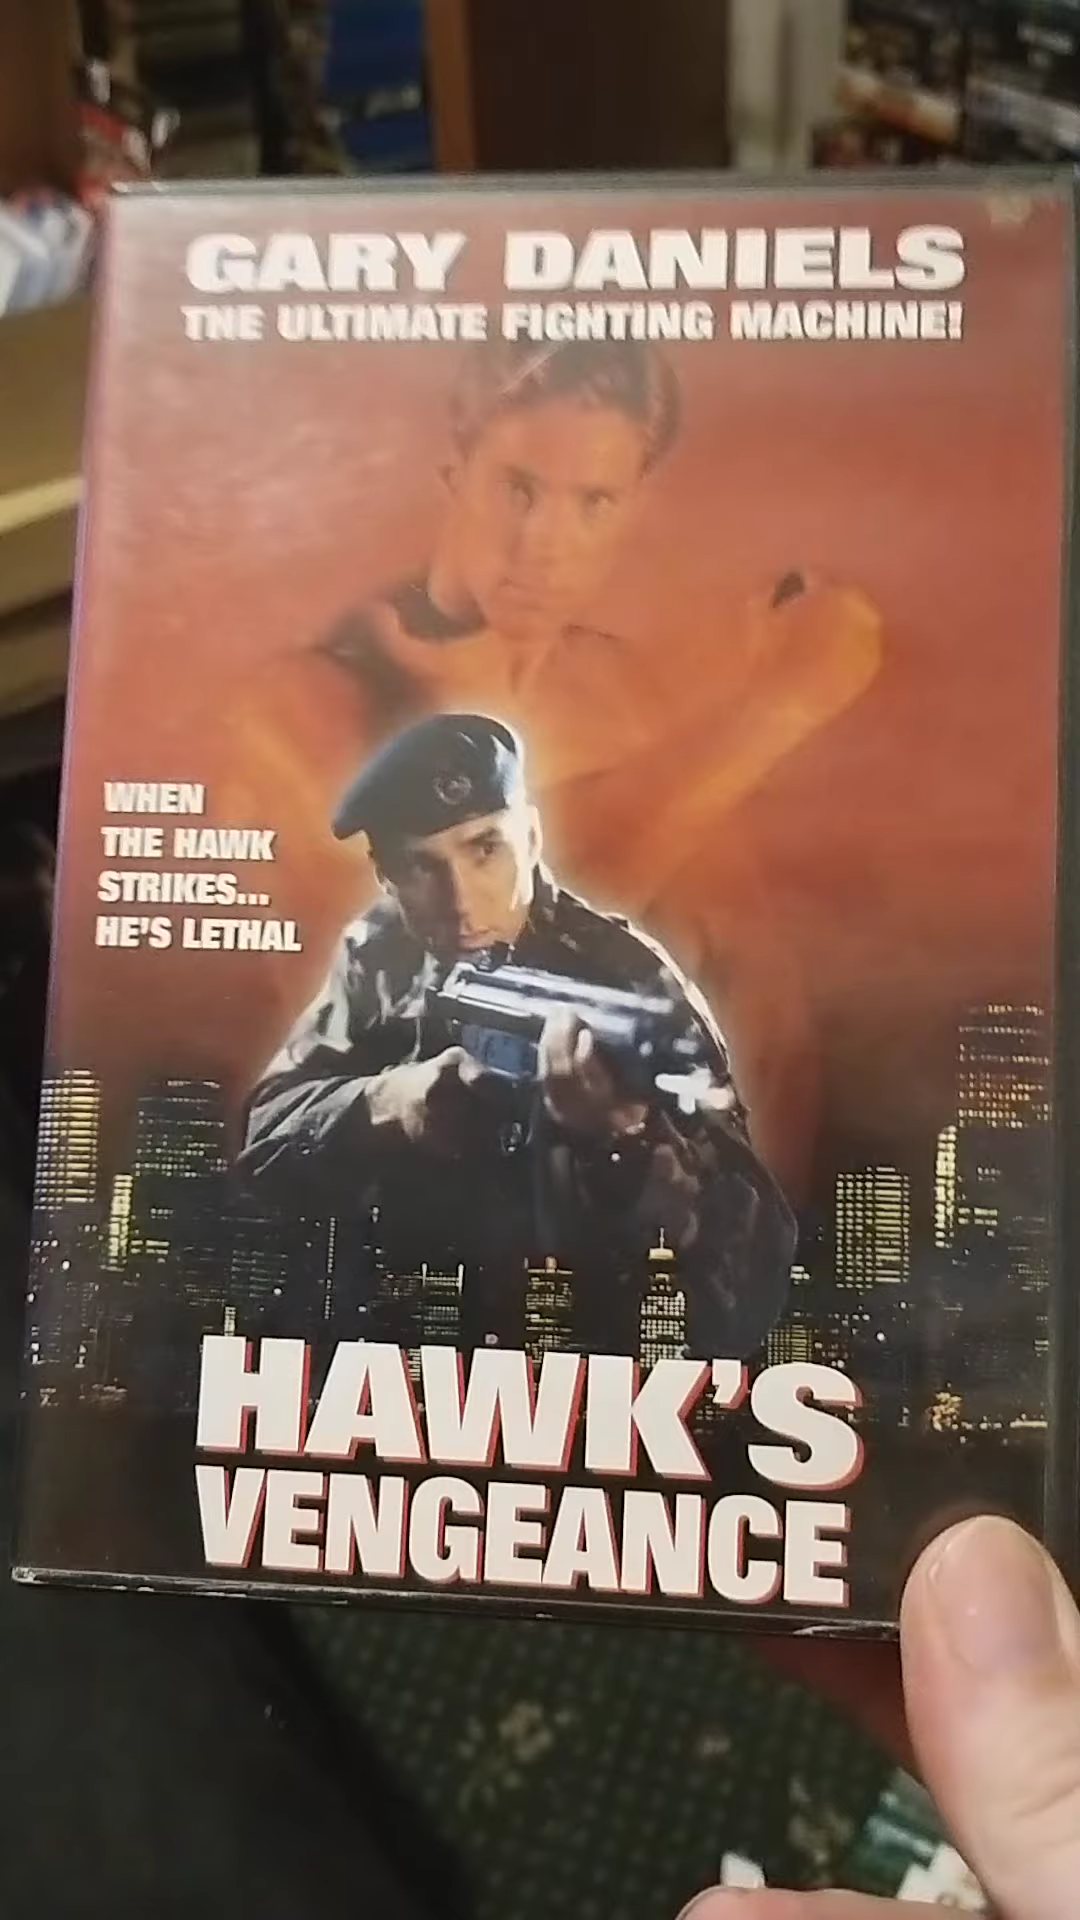 GARY DANIELS
THE ULTIMATE FIGHTING MACHINE!
WHEN
THE HAWK
STRIKES...
HE'S LETHAL
HAWK'S
VENGEANCE